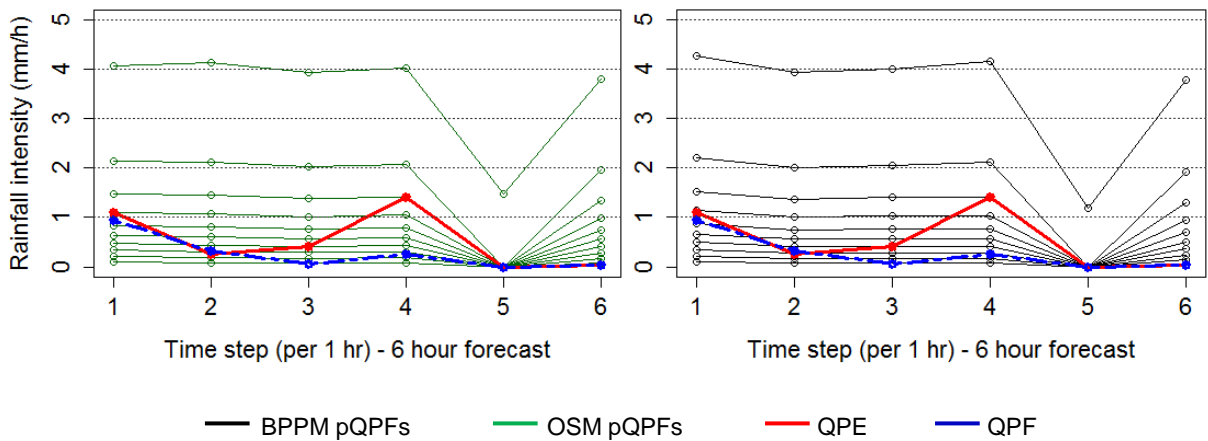 Rainfall intensity (mm/h)
5
4
3
2
1
0
1 2 3 4 5 6
Time step (per 1 hr) - 6 hour forecast
5
4
3
2
1
0
1 2 3 4 5 6
Time step (per 1 hr) - 6 hour forecast
BPPM pQPFs OSM pQPFs QPE QPF